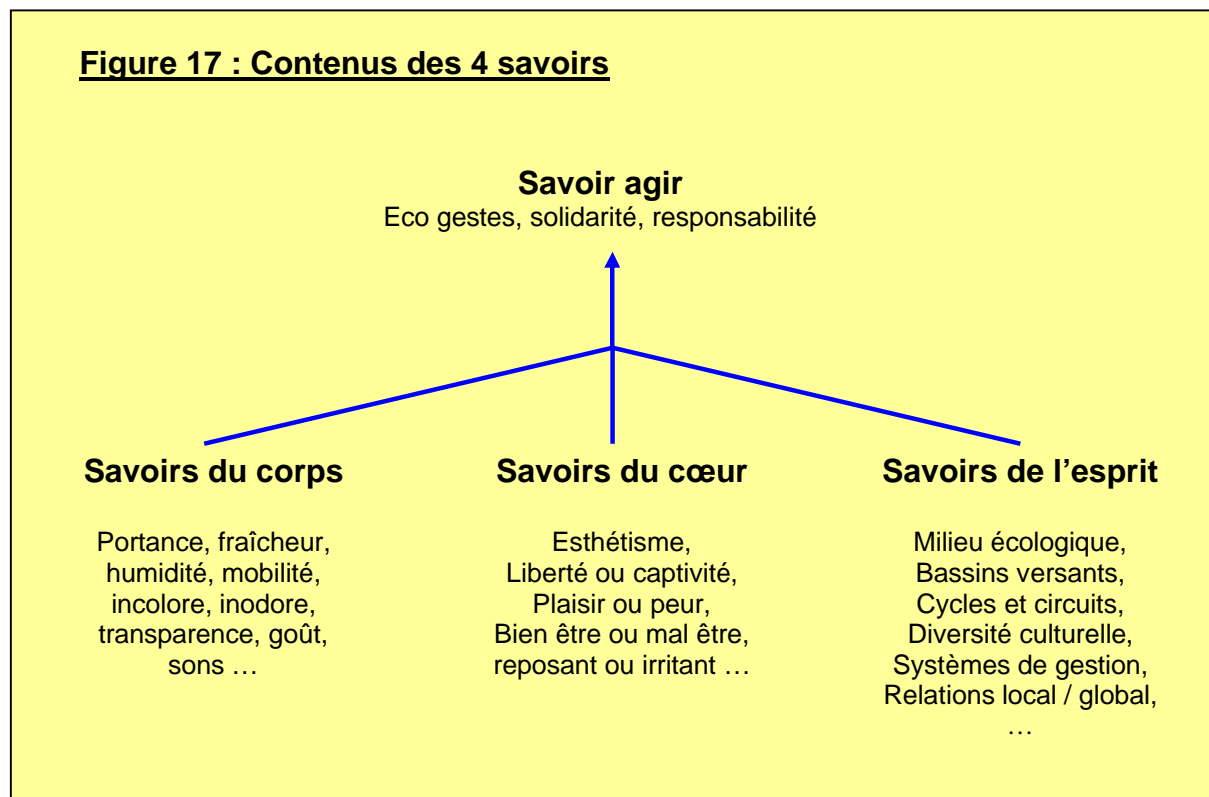 Figure 17 : Contenus des 4 savoirs
Savoir agir
Eco gestes, solidarité, responsabilité
Savoirs du corps
Portance, fraîcheur,
humidité, mobilité,
incolore, inodore,
transparence, goût,
sons …
Savoirs du cœur
Esthétisme,
Liberté ou captivité,
Plaisir ou peur,
Bien être ou mal être,
reposant ou irritant …
Savoirs de l’esprit
Milieu écologique,
Bassins versants,
Cycles et circuits,
Diversité culturelle,
Systèmes de gestion,
Relations local / global,
…